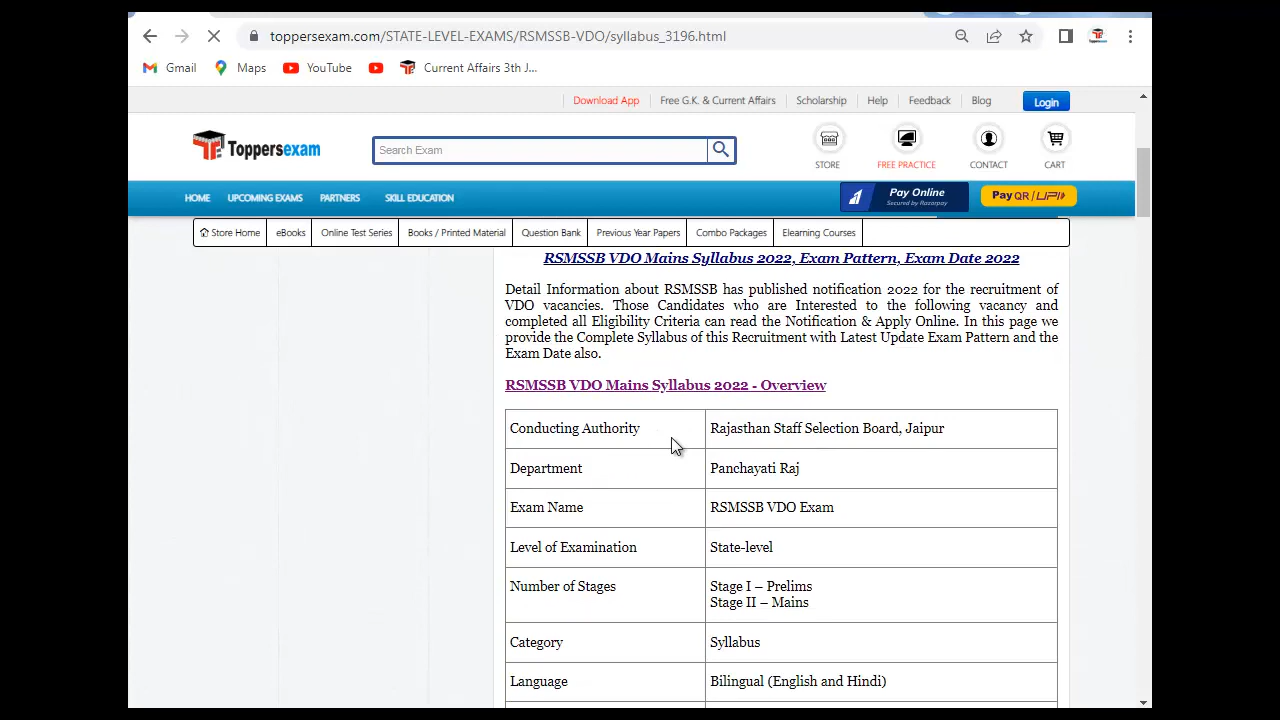 toppersexam.com/STATE-LEVEL-EXAMS/RSMSSB-VDO/syllabus_3196.html
Gmail Maps YouTube Current Affairs 3th J...
Download App Free G.K. & Current Affairs Scholarship Help Feedback Blog Login
Toppersexam Search Exam
STORE FREE PRACTICE CONTACT CART
HOME UPCOMING EXAMS PARTNERS SKILL EDUCATION Pay Online Pay QR/UPI
Secured by Razorpay
Store Home eBooks Online Test Series Books / Printed Material Question Bank Previous Year Papers Combo Packages Elearning Courses
RSMSSB VDO Mains Syllabus 2022, Exam Pattern, Exam Date 2022
Detail Information about RSMSSB has published notification 2022 for the recruitment of
VDO vacancies. Those Candidates who are Interested to the following vacancy and
completed all Eligibility Criteria can read the Notification & Apply Online. In this page we
provide the Complete Syllabus of this Recruitment with Latest Update Exam Pattern and the
Exam Date also.
RSMSSB VDO Mains Syllabus 2022 - Overview
Conducting Authority Rajasthan Staff Selection Board, Jaipur
Department Panchayati Raj
Exam Name RSMSSB VDO Exam
Level of Examination State-level
Number of Stages Stage I – Prelims
Stage II – Mains
Category Syllabus
Language Bilingual (English and Hindi)